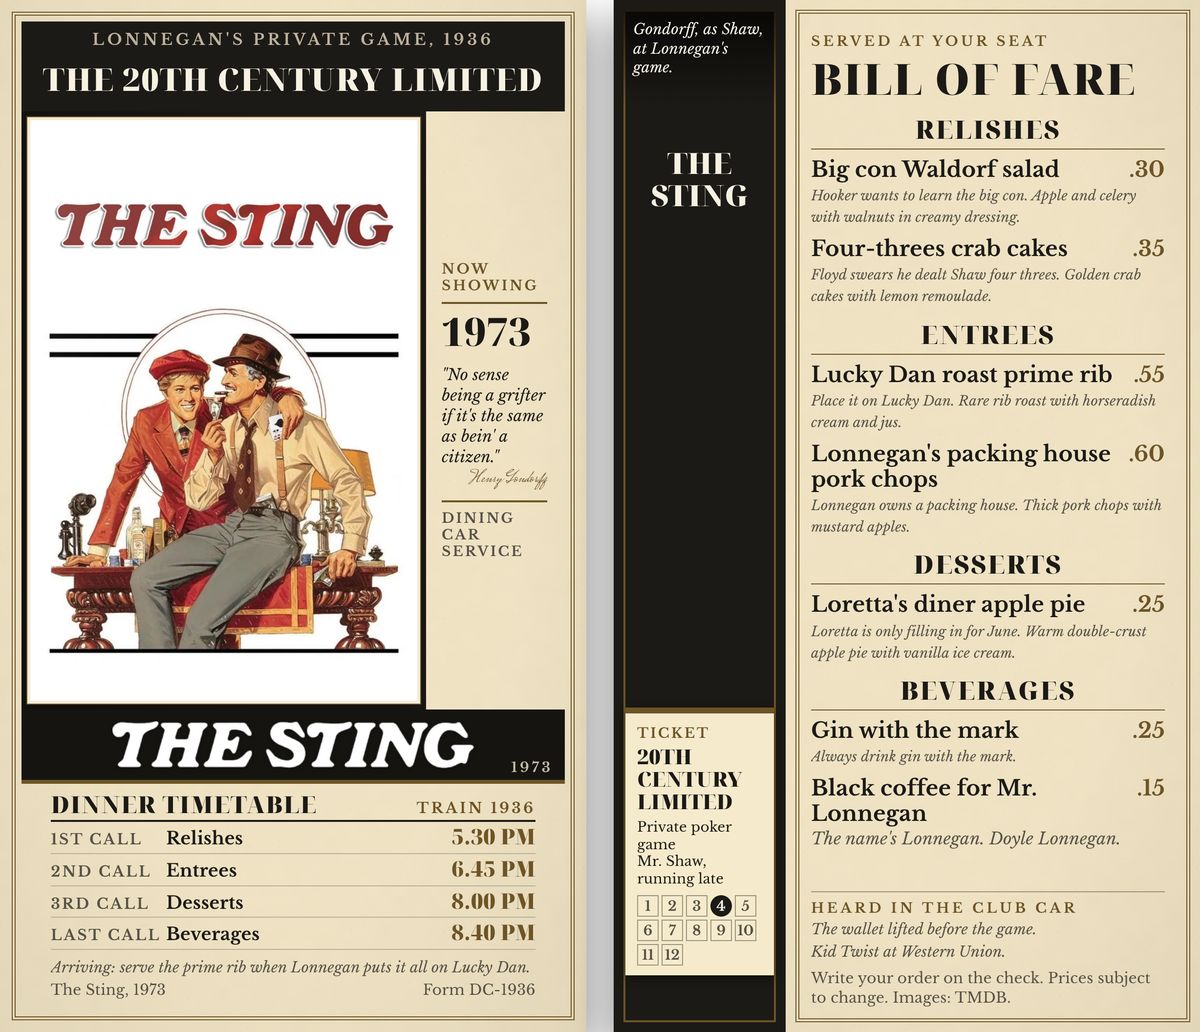 LONNEGAN'S PRIVATE GAME, 1936
THE 20TH CENTURY LIMITED
THE STING
NOW
SHOWING
1973
"No sense
being a grifter
if it's the same
as bein' a
citizen."
Henry Gondorff
DINING
CAR
SERVICE
THE STING
1973
DINNER TIMETABLE TRAIN 1936
1ST CALL Relishes 5.30 PM
2ND CALL Entrees 6.45 PM
3RD CALL Desserts 8.00 PM
LAST CALL Beverages 8.40 PM
Arriving: serve the prime rib when Lonnegan puts it all on Lucky Dan.
The Sting, 1973 Form DC-1936
Gondorff, as Shaw,
at Lonnegan's
game.
THE
STING
TICKET
20TH
CENTURY
LIMITED
Private poker
game
Mr. Shaw,
running late
1 2 3 4 5
6 7 8 9 10
11 12
SERVED AT YOUR SEAT
BILL OF FARE
RELISHES
Big con Waldorf salad .30
Hooker wants to learn the big con. Apple and celery
with walnuts in creamy dressing.
Four-threes crab cakes .35
Floyd swears he dealt Shaw four threes. Golden crab
cakes with lemon remoulade.
ENTREES
Lucky Dan roast prime rib .55
Place it on Lucky Dan. Rare rib roast with horseradish
cream and jus.
Lonnegan's packing house .60
pork chops
Lonnegan owns a packing house. Thick pork chops with
mustard apples.
DESSERTS
Loretta's diner apple pie .25
Loretta is only filling in for June. Warm double-crust
apple pie with vanilla ice cream.
BEVERAGES
Gin with the mark .25
Always drink gin with the mark.
Black coffee for Mr. .15
Lonnegan
The name's Lonnegan. Doyle Lonnegan.
HEARD IN THE CLUB CAR
The wallet lifted before the game.
Kid Twist at Western Union.
Write your order on the check. Prices subject
to change. Images: TMDB.